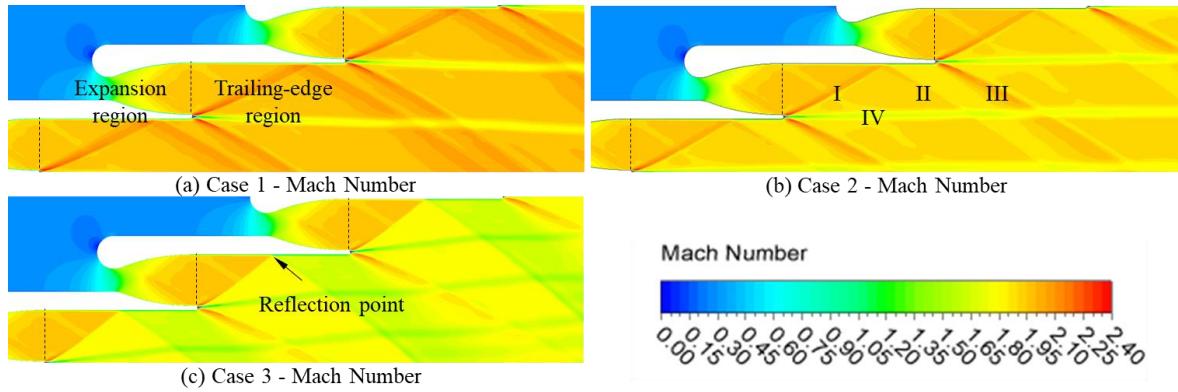 Expansion region
Trailing-edge region
(a) Case 1 - Mach Number
I II III
IV
(b) Case 2 - Mach Number
Reflection point
(c) Case 3 - Mach Number
Mach Number
0.00 0.15 0.30 0.45 0.60 0.75 0.90 1.05 1.20 1.35 1.50 1.65 1.80 1.95 2.10 2.25 2.40